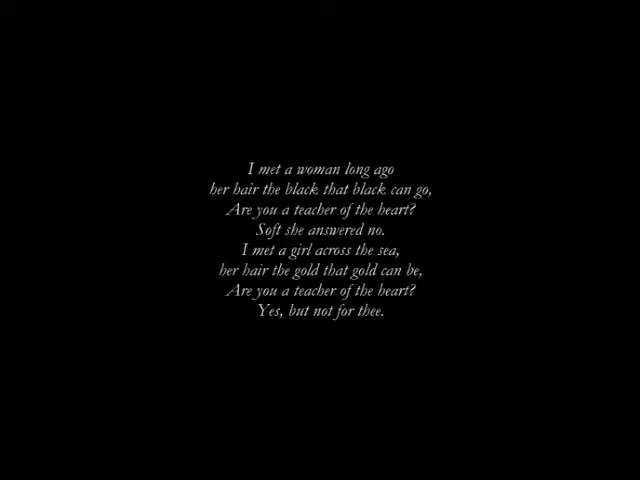 I met a woman long ago
her hair the black that black can go,
Are you a teacher of the heart?
Soft she answered no.
I met a girl across the sea,
her hair the gold that gold can be,
Are you a teacher of the heart?
Yes, but not for thee.